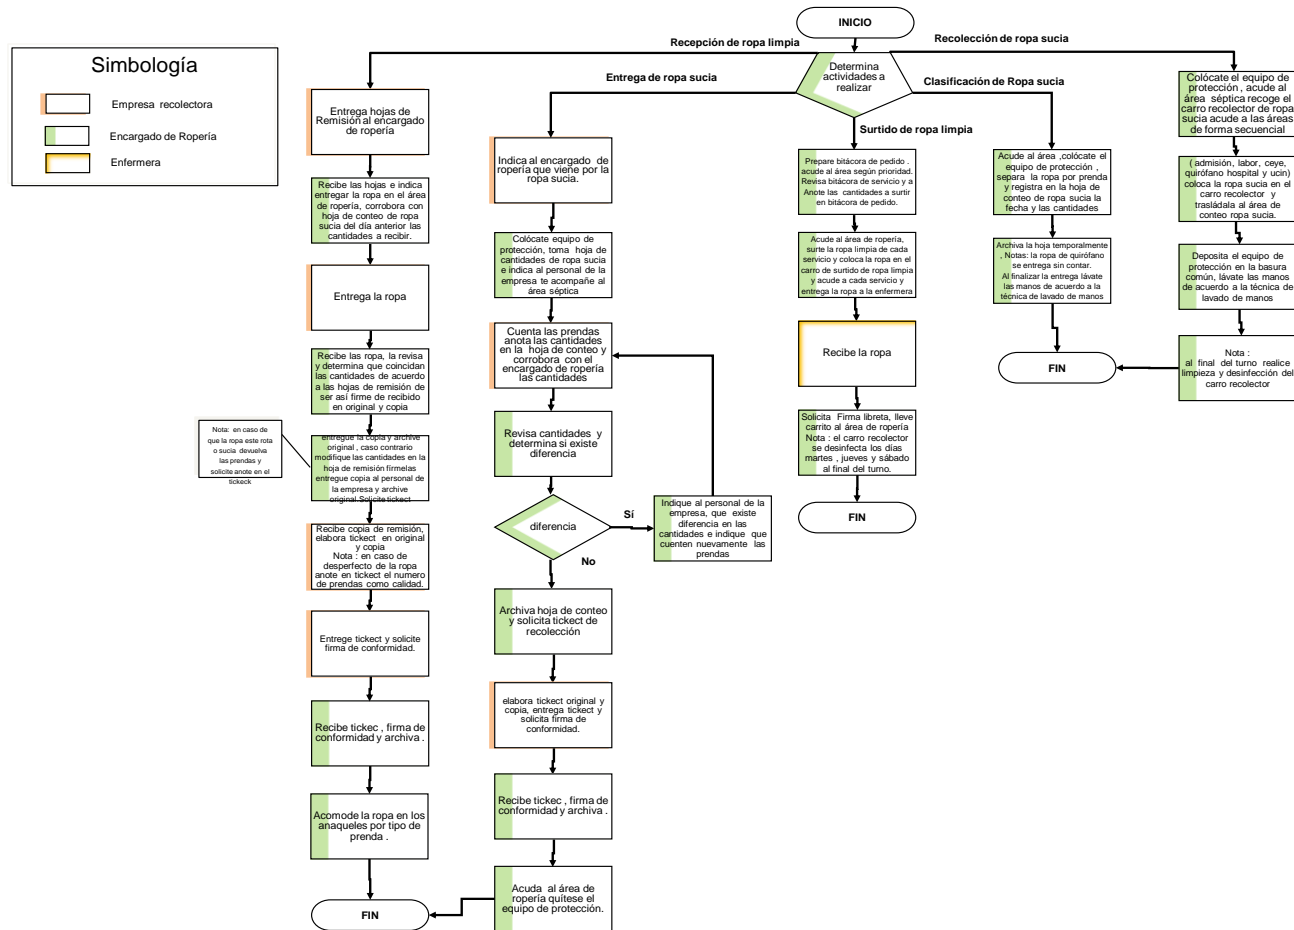 INICIO
Recepción de ropa limpia
Recolección de ropa sucia
Entrega de ropa sucia
Determina
actividades a
realizar
Clasificación de Ropa sucia
Surtido de ropa limpia
Simbología
Empresa recolectora
Encargado de Ropería
Enfermera
Entrega hojas de
Remisión al encargado
de ropería
Recibe las hojas e indica
entregar la ropa en el área
de ropería, corrobora con
hoja de conteo de ropa
sucia del día anterior las
cantidades a recibir.
Entrega la ropa
Recibe las ropa, la revisa
y determina que coincidan
las cantidades de acuerdo
a las hojas de remisión de
ser así firme de recibido
en original y copia
Nota: en caso de
que la ropa este rota
o sucia devuelva
las prendas y
solicite anote en el
tickeck
entregue la copia y archive
original , caso contrario
modifique las cantidades en la
hoja de remisión fírmelas
entregue copia al personal de
la empresa y archive
original.Solicite tickect
Recibe copia de remisión,
elabora tickect en original
y copia
Nota : en caso de
desperfecto de la ropa
anote en tickect el numero
de prendas como calidad.
Entrege tickect y solicite
firma de conformidad.
Recibe tickec , firma de
conformidad y archiva .
Acomode la ropa en los
anaqueles por tipo de
prenda .
FIN
Indica al encargado de
ropería que viene por la
ropa sucia.
Colócate equipo de
protección, toma hoja de
cantidades de ropa sucia
e indica al personal de la
empresa te acompañe al
área séptica
Cuenta las prendas
anota las cantidades
en la hoja de conteo y
corrobora con el
encargado de ropería
las cantidades
Revisa cantidades y
determina si existe
diferencia
diferencia
Sí
No
Indique al personal de la
empresa, que existe
diferencia en las
cantidades e indique que
cuenten nuevamente las
prendas
Archiva hoja de conteo
y solicita tickect de
recolección
elabora tickect original y
copia, entrega tickect y
solicita firma de
conformidad.
Recibe tickec , firma de
conformidad y archiva .
Acuda al área de
ropería quítese el
equipo de protección.
Prepare bitácora de pedido .
acude al área según prioridad.
Revisa bitácora de servicio y a
Anote las cantidades a surtir
en bitácora de pedido.
Acude al área de ropería,
surte la ropa limpia de cada
servicio y coloca la ropa en el
carro de surtido de ropa limpia
y acude a cada servicio y
entrega la ropa a la enfermera
Recibe la ropa
Solicita Firma libreta, lleve
carrito al área de ropería
Nota : el carro recolector
se desinfecta los días
martes , jueves y sábado
al final del turno.
FIN
Acude al área ,colócate el
equipo de protección ,
separa la ropa por prenda
y registra en la hoja de
conteo de ropa sucia la
fecha y las cantidades
Archiva la hoja temporalmente
, Notas: la ropa de quirófano
se entrega sin contar.
Al finalizar la entrega lávate
las manos de acuerdo a la
técnica de lavado de manos
FIN
Colócate el equipo de
protección , acude al
área séptica recoge el
carro recolector de ropa
sucia acude a las áreas
de forma secuencial
( admisión, labor, ceye,
quirófano hospital y ucin)
coloca la ropa sucia en el
carro recolector y
trasládala al área de
conteo ropa sucia.
Deposita el equipo de
protección en la basura
común, lávate las manos
de acuerdo a la técnica de
lavado de manos
Nota :
al final del turno realice
limpieza y desinfección del
carro recolector